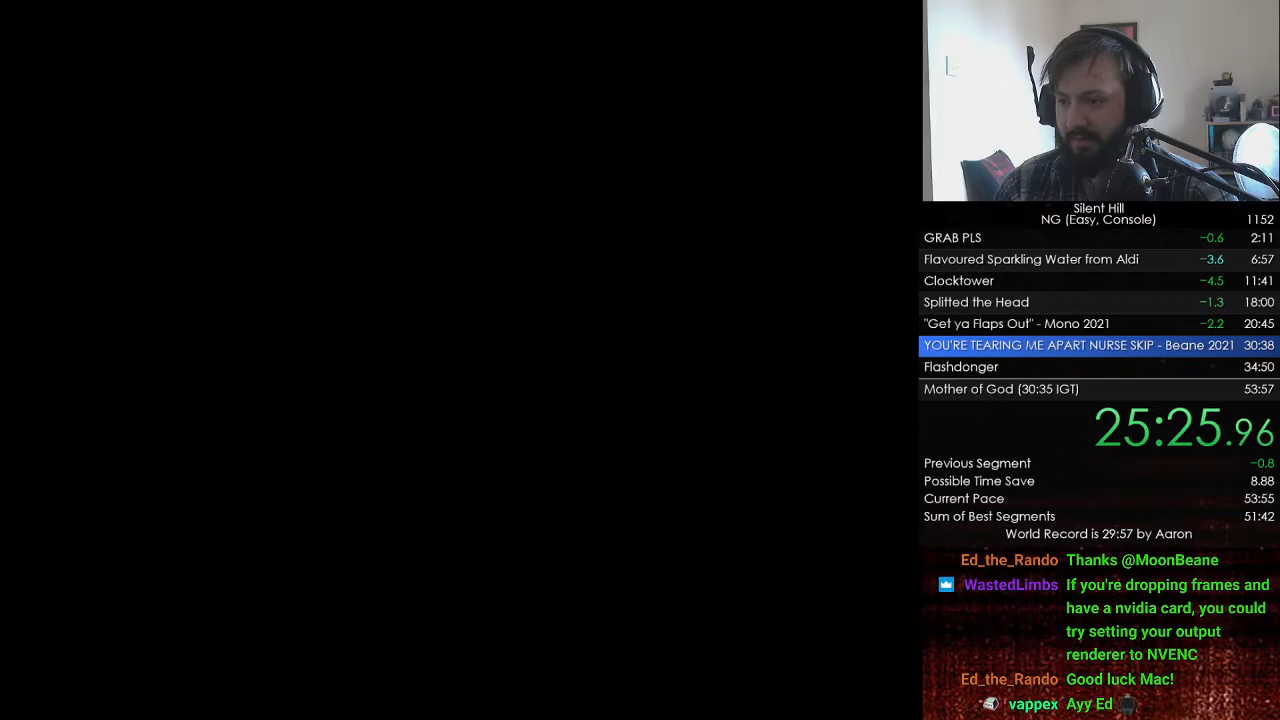 Silent Hill
NG (Easy, Console) 1152
GRAB PLS −0.6 2:11
Flavoured Sparkling Water from Aldi −3.6 6:57
Clocktower −4.5 11:41
Splitted the Head −1.3 18:00
"Get ya Flaps Out" - Mono 2021 −2.2 20:45
YOU'RE TEARING ME APART NURSE SKIP - Beane 2021 30:38
Flashdonger 34:50
Mother of God (30:35 IGT) 53:57
25:25.96
Previous Segment −0.8
Possible Time Save 8.88
Current Pace 53:55
Sum of Best Segments 51:42
World Record is 29:57 by Aaron
Ed_the_Rando Thanks @MoonBeane
WastedLimbs If you're dropping frames and
have a nvidia card, you could
try setting your output
renderer to NVENC
Ed_the_Rando Good luck Mac!
vappex Ayy Ed